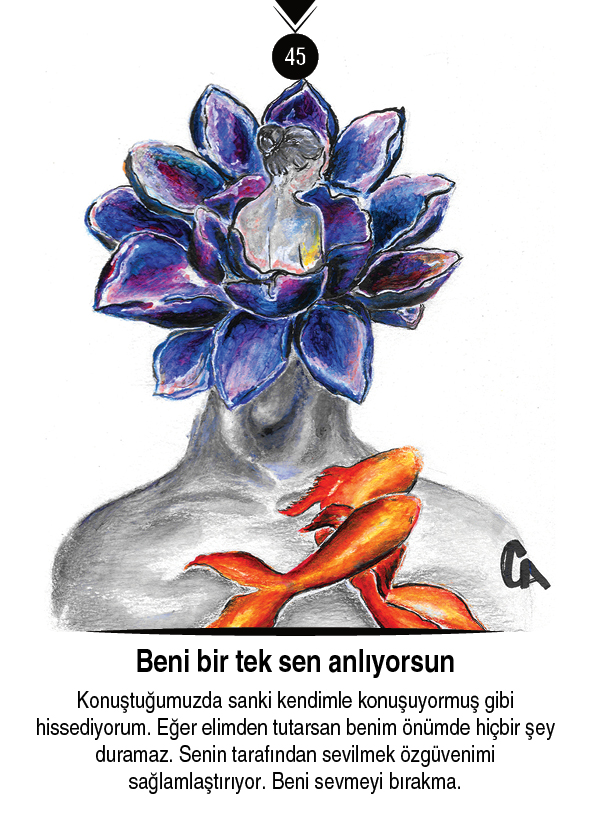 45
CA
Beni bir tek sen anlıyorsun
Konuştuğumuzda sanki kendimle konuşuyormuş gibi
hissediyorum. Eğer elimden tutarsan benim önümde hiçbir şey
duramaz. Senin tarafından sevilmek özgüvenimi
sağlamlaştırıyor. Beni sevmeyi bırakma.